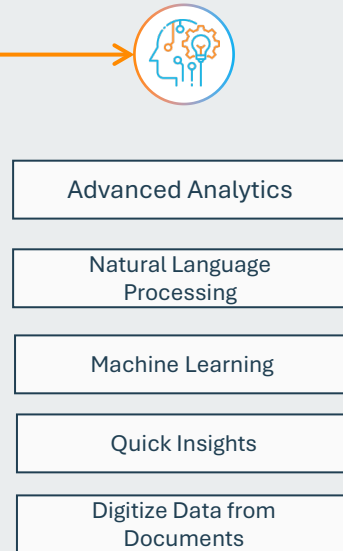 Advanced Analytics
Natural Language
Processing
Machine Learning
Quick Insights
Digitize Data from
Documents